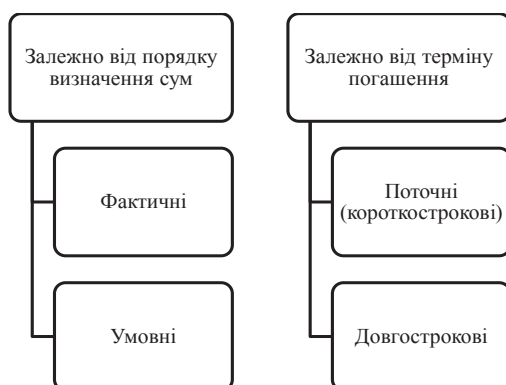 Залежно від порядку
визначення сум
Фактичні
Умовні
Залежно від терміну
погашення
Поточні
(короткострокові)
Довгострокові